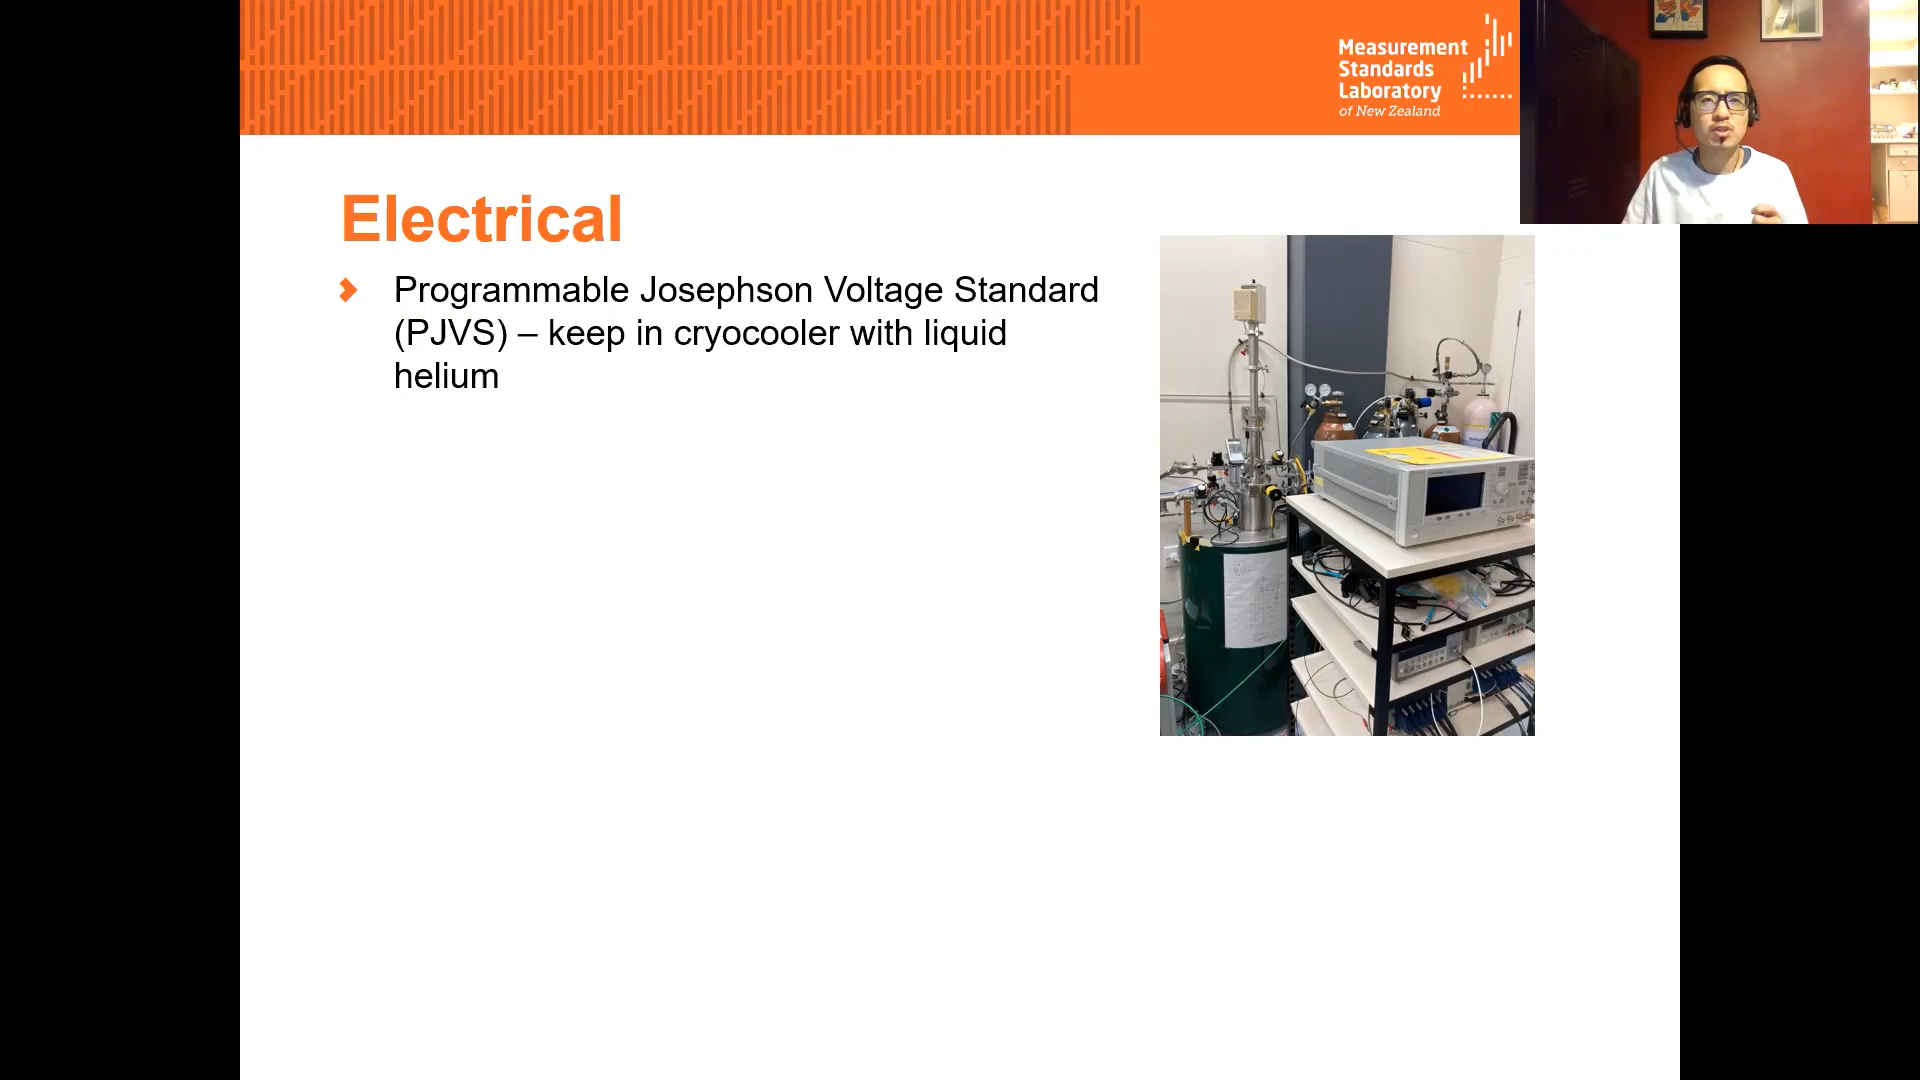 Measurement
Standards
Laboratory
of New Zealand
Electrical
Programmable Josephson Voltage Standard
(PJVS) – keep in cryocooler with liquid
helium